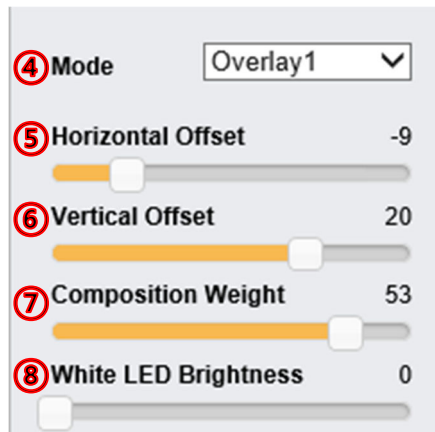 ④ Mode Overlay1
⑤ Horizontal Offset -9
⑥ Vertical Offset 20
⑦ Composition Weight 53
⑧ White LED Brightness 0